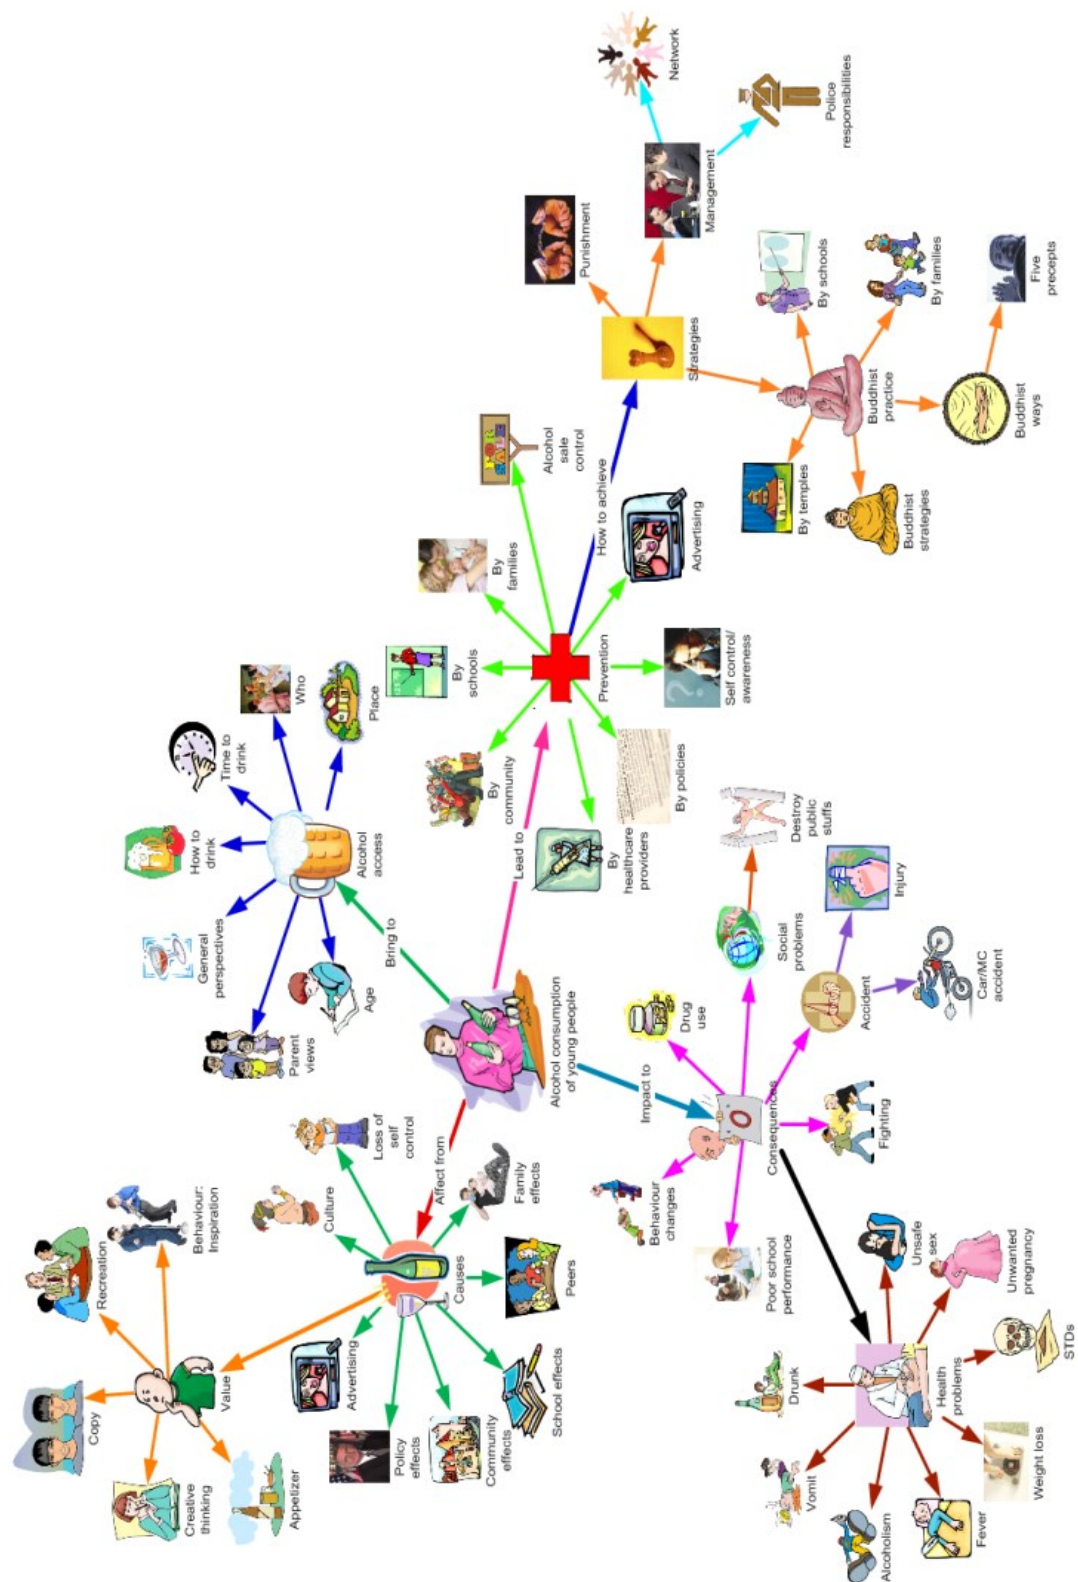 Creative
thinking
Copy
Recreation
Behaviour:
Inspiration
Appetizer
Value
Policy
effects
Advertising
Culture
Loss of
self
control
Community
effects
School effects
Causes
Peers
Family
effects
Affect from
Parent
views
General
perspectives
How to
drink
Time to
drink
Who
Place
Age
Alcohol
access
Bring to
Alcohol consumption
of young people
Lead to
By
community
By
schools
By
families
Alcohol
sale
control
By
healthcare
providers
By policies
Prevention
Self control/
awareness
Advertising
How to achieve
Strategies
Punishment
Management
Network
Police
responsibilities
By temples
Buddhist
strategies
Buddhist
practice
By schools
By families
Buddhist
ways
Five
precepts
Impact to
Poor school
performance
Behaviour
changes
Drug
use
Social
problems
Destroy
public
stuffs
Consequences
Fighting
Accident
Injury
Car/MC
accident
Alcoholism
Vomit
Drunk
Unsafe
sex
Fever
Weight loss
Health
problems
STDs
Unwanted
pregnancy